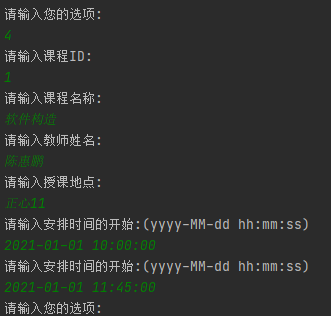 请输入您的选项:
4
请输入课程ID:
1
请输入课程名称:
软件构造
请输入教师姓名:
陈惠鹏
请输入授课地点:
正心11
请输入安排时间的开始:(yyyy-MM-dd hh:mm:ss)
2021-01-01 10:00:00
请输入安排时间的开始:(yyyy-MM-dd hh:mm:ss)
2021-01-01 11:45:00
请输入您的选项: